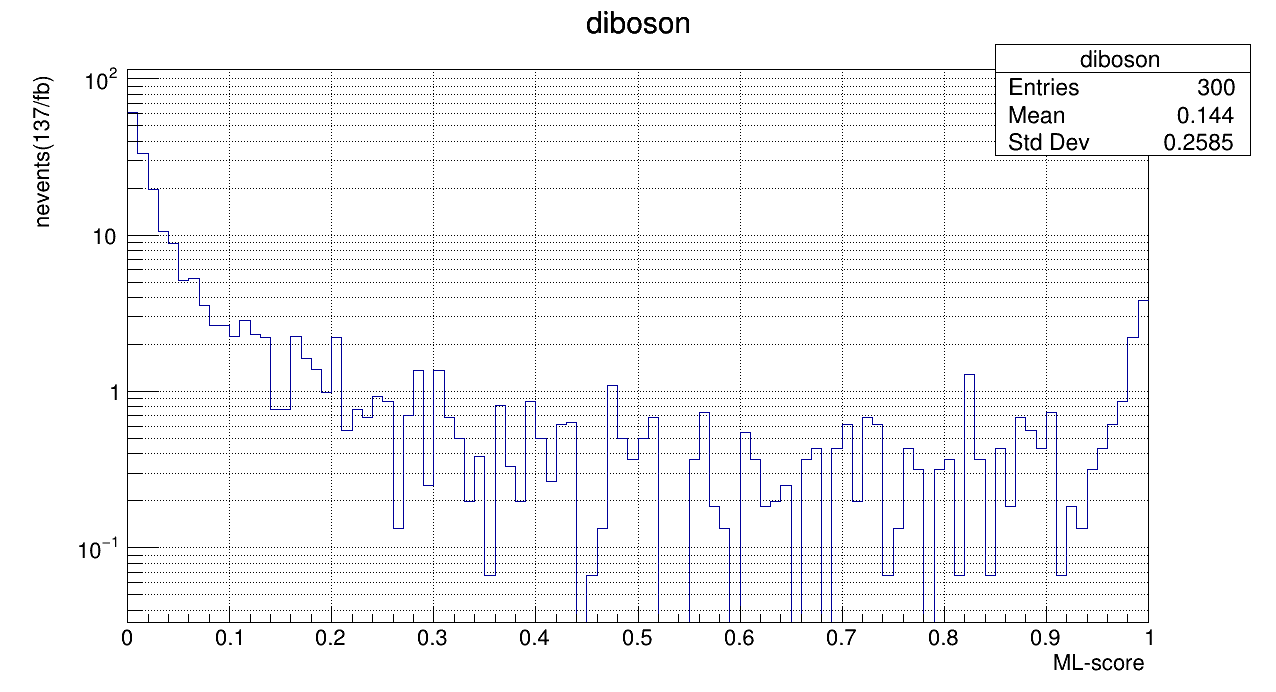 diboson
diboson
Entries 300
Mean 0.144
Std Dev 0.2585
nevents(137/fb)
10²
10
1
10⁻¹
0 0.1 0.2 0.3 0.4 0.5 0.6 0.7 0.8 0.9 1
ML-score